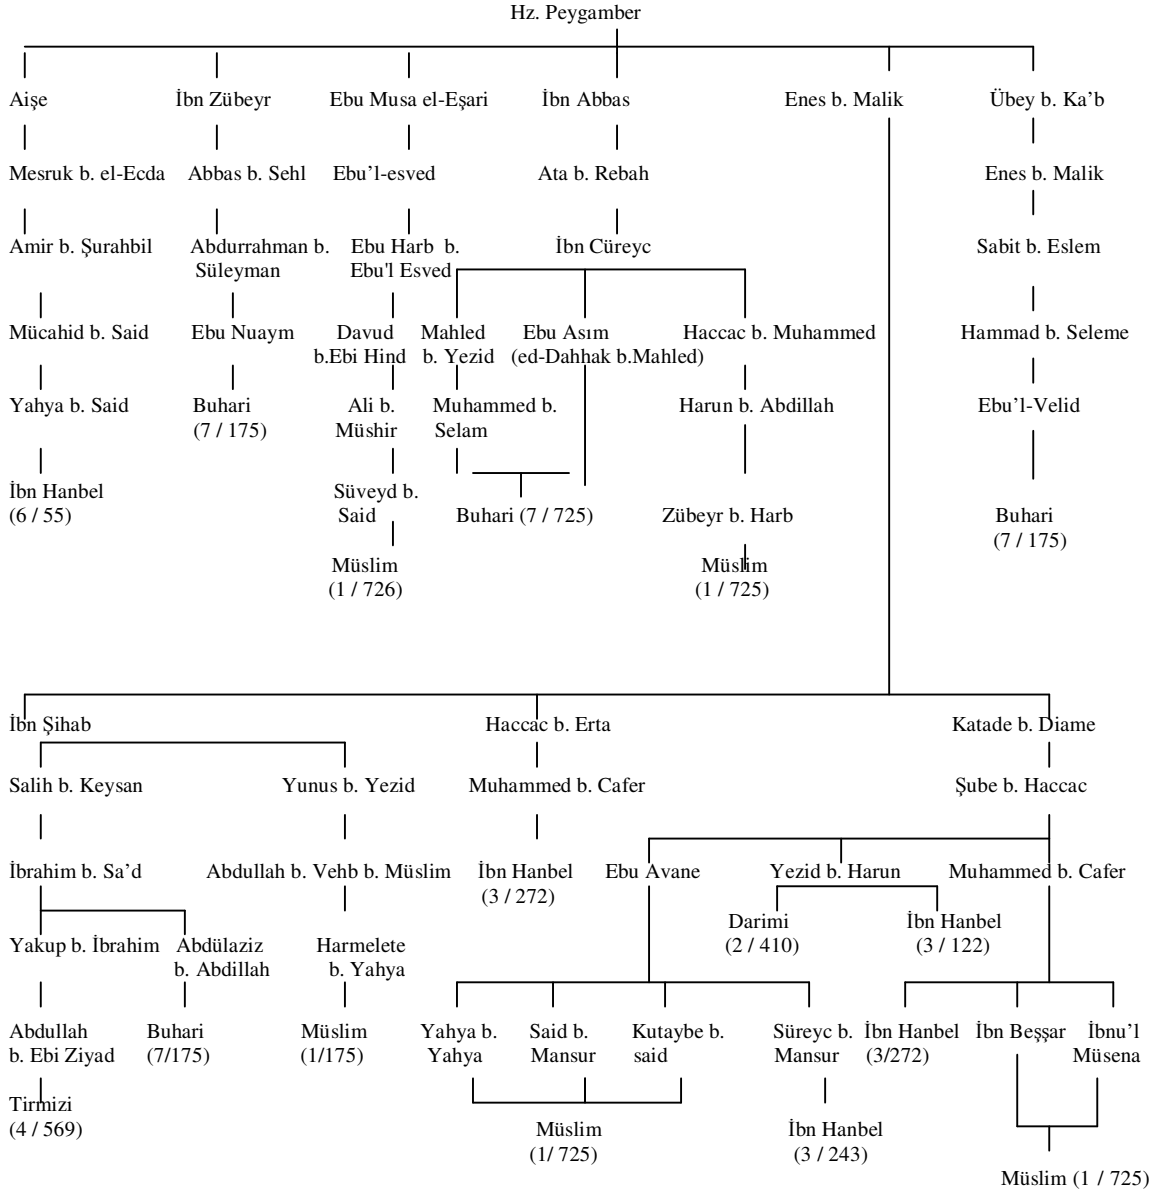 Hz. Peygamber
Aişe
İbn Zübeyr
Ebu Musa el-Eşari
İbn Abbas
Enes b. Malik
Übey b. Ka’b
Mesruk b. el-Ecda
Abbas b. Sehl
Ebu’l-esved
Ata b. Rebah
Enes b. Malik
Amir b. Şurahbil
Abdurrahman b.
Süleyman
Ebu Harb b.
Ebu'l Esved
İbn Cüreyc
Sabit b. Eslem
Mücahid b. Said
Ebu Nuaym
Davud
b.Ebi Hind
Mahled
b. Yezid
Ebu Asım
(ed-Dahhak b.Mahled)
Haccac b. Muhammed
Hammad b. Seleme
Yahya b. Said
Buhari
(7 / 175)
Ali b.
Müshir
Muhammed b.
Selam
Harun b. Abdillah
Ebu’l-Velid
İbn Hanbel
(6 / 55)
Süveyd b.
Said
Buhari (7 / 725)
Zübeyr b. Harb
Buhari
(7 / 175)
Müslim
(1 / 726)
Müslim
(1 / 725)
İbn Şihab
Haccac b. Erta
Katade b. Diame
Salih b. Keysan
Yunus b. Yezid
Muhammed b. Cafer
Şube b. Haccac
İbrahim b. Sa’d
Abdullah b. Vehb b. Müslim
İbn Hanbel
(3 / 272)
Ebu Avane
Yezid b. Harun
Muhammed b. Cafer
Darimi
(2 / 410)
İbn Hanbel
(3 / 122)
Yakup b. İbrahim
Abdülaziz
b. Abdillah
Harmelete
b. Yahya
Abdullah
b. Ebi Ziyad
Buhari
(7/175)
Müslim
(1/175)
Yahya b.
Yahya
Said b.
Mansur
Kutaybe b.
said
Süreyc b.
Mansur
İbn Hanbel
(3/272)
İbn Beşşar
İbnu’l
Müsena
Tirmizi
(4 / 569)
Müslim
(1/ 725)
İbn Hanbel
(3 / 243)
Müslim (1 / 725)